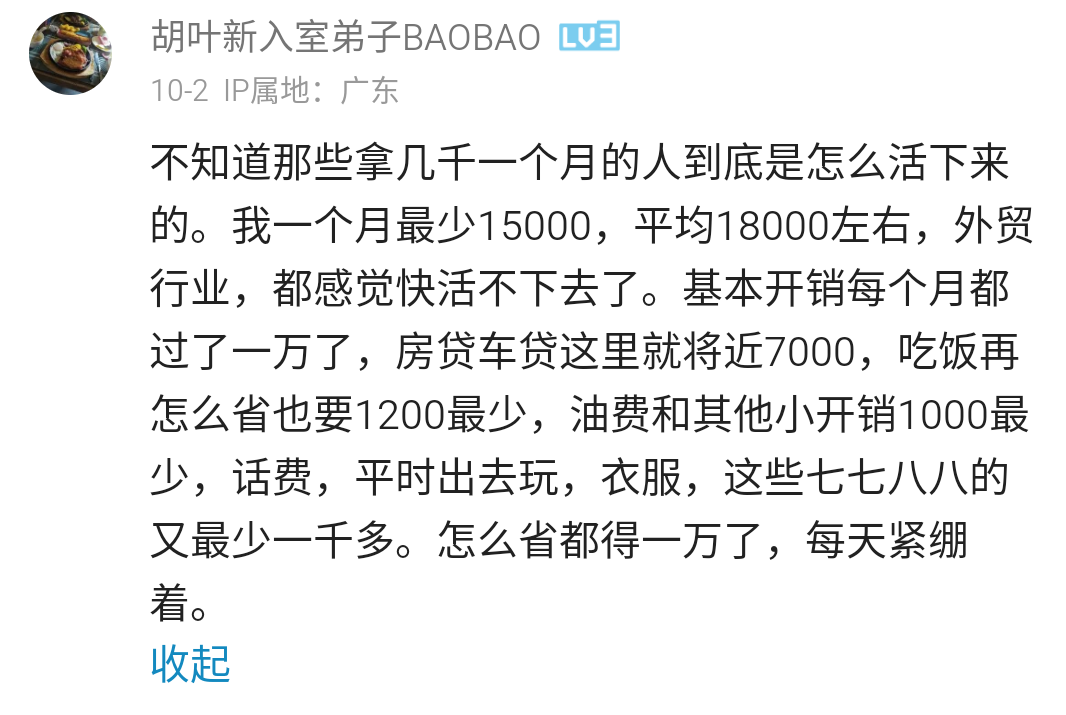 胡叶新入室弟子BAOBAO LV3
10-2 IP属地：广东
不知道那些拿几千一个月的人到底是怎么活下来
的。我一个月最少15000，平均18000左右，外贸
行业，都感觉快活不下去了。基本开销每个月都
过了一万了，房贷车贷这里就将近7000，吃饭再
怎么省也要1200最少，油费和其他小开销1000最
少，话费，平时出去玩，衣服，这些七七八八的
又最少一千多。怎么省都得一万了，每天紧绷
着。
收起